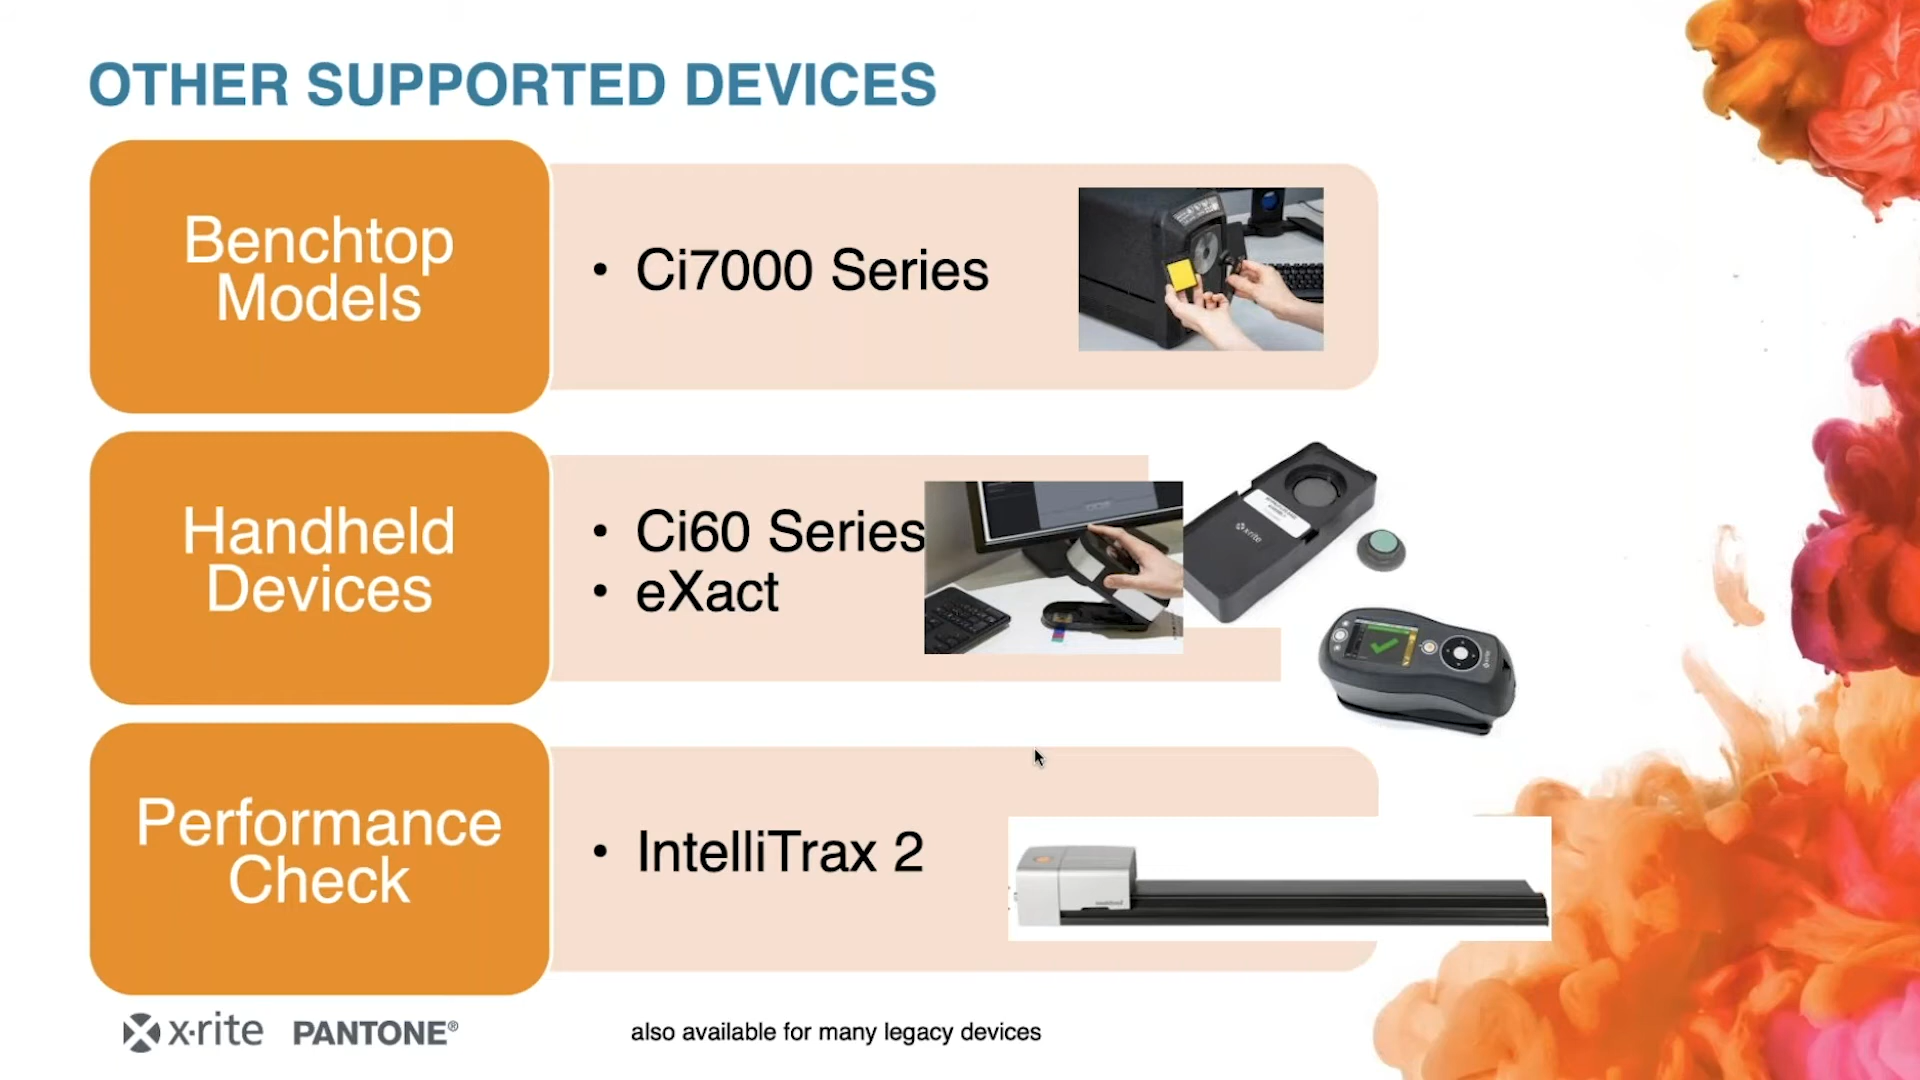 OTHER SUPPORTED DEVICES
Benchtop
Models
• Ci7000 Series
Handheld
Devices
• Ci60 Series
• eXact
x·rite
Performance
Check
• IntelliTrax 2
x·rite PANTONE®
also available for many legacy devices